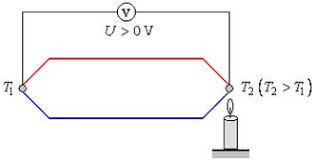 V
U > 0 V
T₁
T₂ (T₂ > T₁)